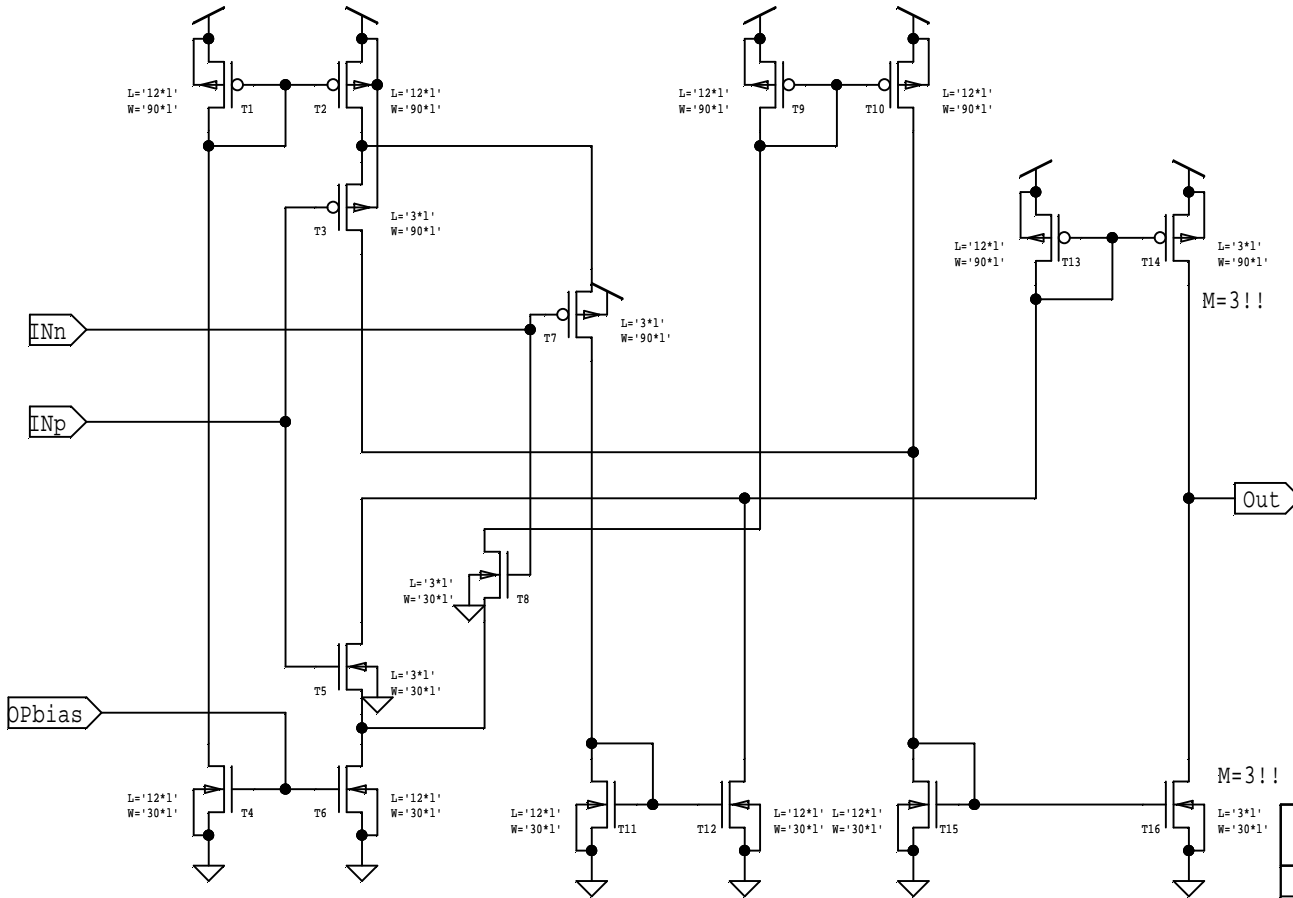 L='12*l'
W='90*l'
T1
T2
L='12*l'
W='90*l'
L='12*l'
W='90*l'
T9
T10
L='12*l'
W='90*l'
T3
L='3*l'
W='90*l'
L='12*l'
W='90*l'
T13
T14
L='3*l'
W='90*l'
M=3!!
INn
T7
L='3*l'
W='90*l'
INp
Out
L='3*l'
W='30*l'
T8
T5
L='3*l'
W='30*l'
OPbias
M=3!!
L='12*l'
W='30*l'
T4
T6
L='12*l'
W='30*l'
L='12*l'
W='30*l'
T11
T12
L='12*l'
W='30*l'
L='12*l'
W='30*l'
T15
T16
L='3*l'
W='30*l'